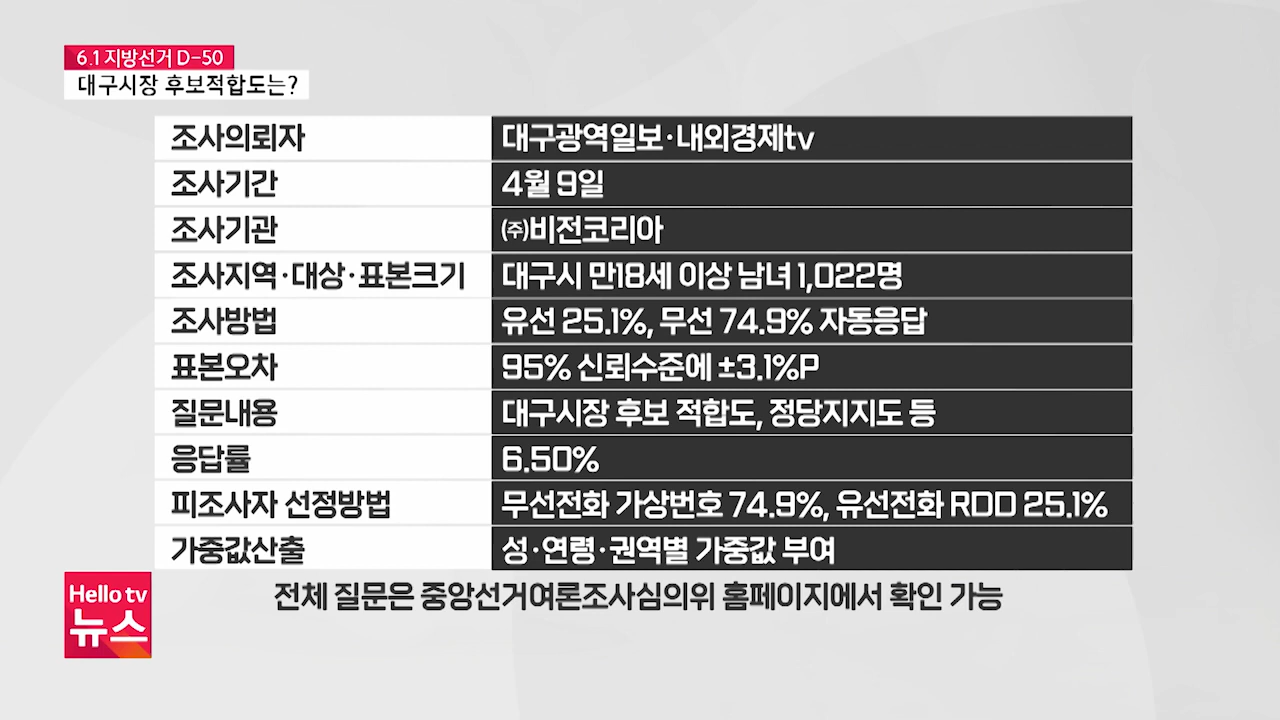 6.1 지방선거 D-50
대구시장 후보적합도는?
조사의뢰자 대구광역일보·내외경제tv
조사기간 4월 9일
조사기관 ㈜비전코리아
조사지역·대상·표본크기 대구시 만18세 이상 남녀 1,022명
조사방법 유선 25.1%, 무선 74.9% 자동응답
표본오차 95% 신뢰수준에 ±3.1%P
질문내용 대구시장 후보 적합도, 정당지지도 등
응답률 6.50%
피조사자 선정방법 무선전화 가상번호 74.9%, 유선전화 RDD 25.1%
가중값산출 성·연령·권역별 가중값 부여
전체 질문은 중앙선거여론조사심의위 홈페이지에서 확인 가능
Hello tv
뉴스